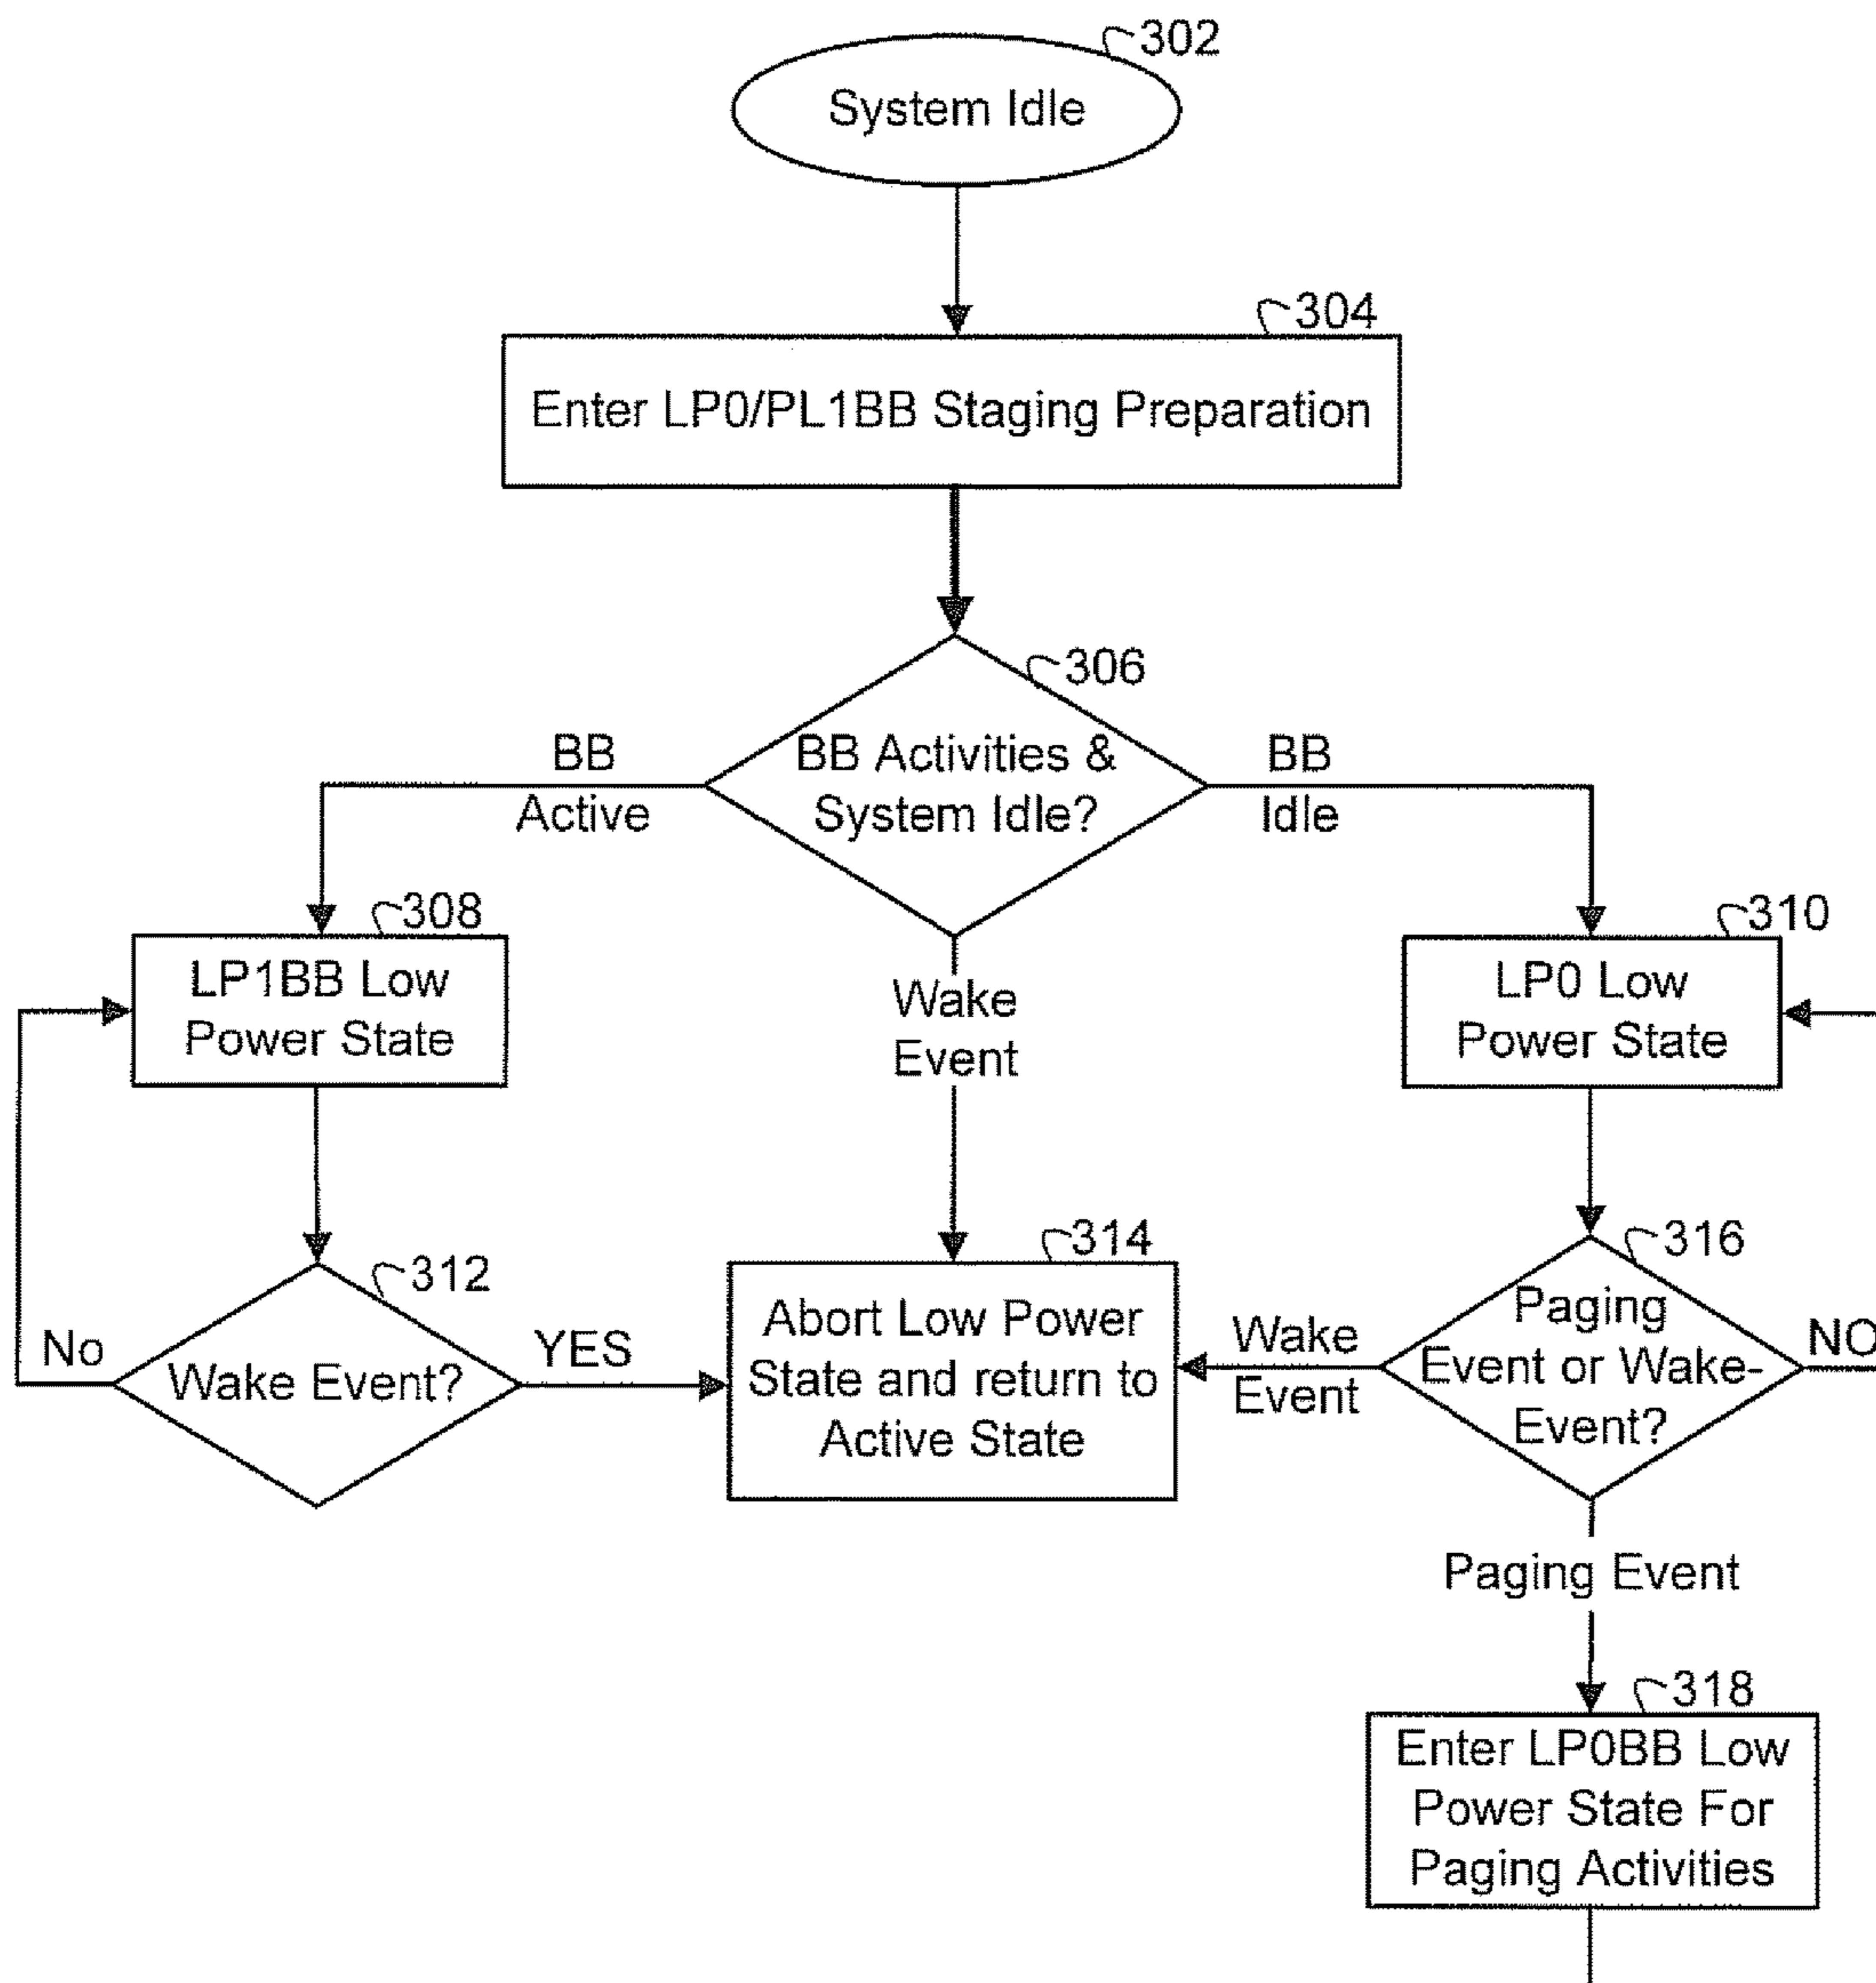 302
System Idle
304
Enter LP0/PL1BB Staging Preparation
306
BB Activities &
System Idle?
BB
Active
BB
Idle
308
LP1BB Low
Power State
Wake
Event
310
LP0 Low
Power State
312
Wake Event?
No
YES
314
Abort Low Power
State and return to
Active State
316
Paging
Event or Wake-
Event?
Wake
Event
NO
Paging Event
318
Enter LP0BB Low
Power State For
Paging Activities